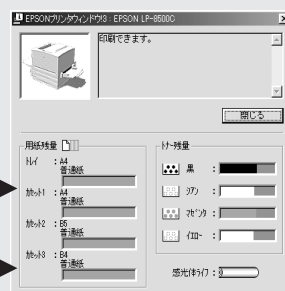 EPSONプリンタウィンドウ!3 : EPSON LP-8500C
印刷できます。
閉じる
用紙残量
トレイ : A4
普通紙
カセット1 : A4
普通紙
カセット2 : B5
普通紙
カセット3 : B4
普通紙
トナー残量
黒 :
シアン :
マゼンタ :
イエロー :
感光体ライフ :